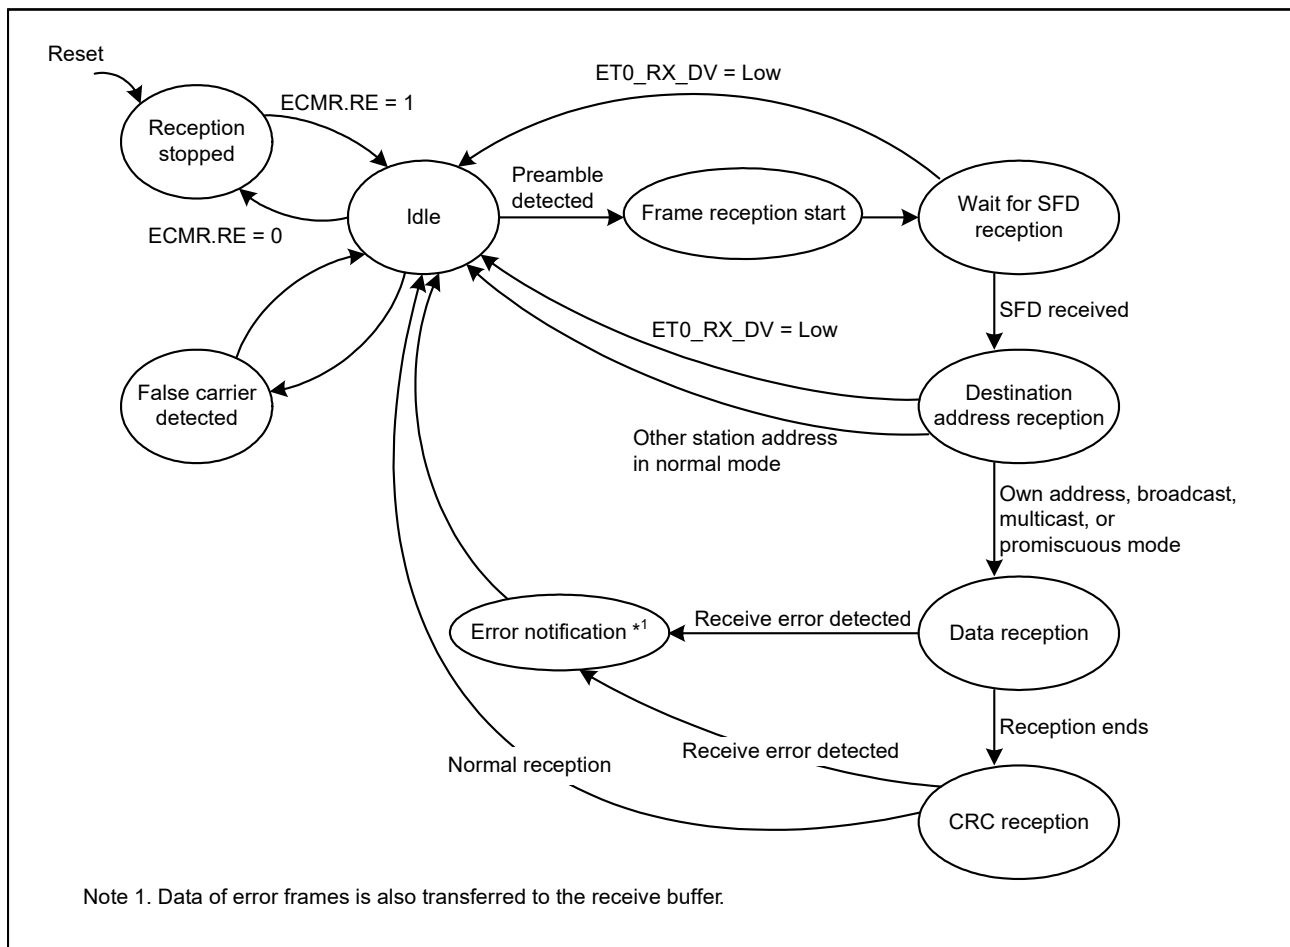 Reset
ET0_RX_DV = Low
ECMR.RE = 1
Reception
stopped
Preamble
detected
Idle
Frame reception start
Wait for SFD
reception
ECMR.RE = 0
SFD received
ET0_RX_DV = Low
False carrier
detected
Destination
address reception
Other station address
in normal mode
Own address, broadcast,
multicast, or
promiscuous mode
Receive error detected
Error notification *1
Data reception
Reception ends
Receive error detected
Normal reception
CRC reception
Note 1. Data of error frames is also transferred to the receive buffer.